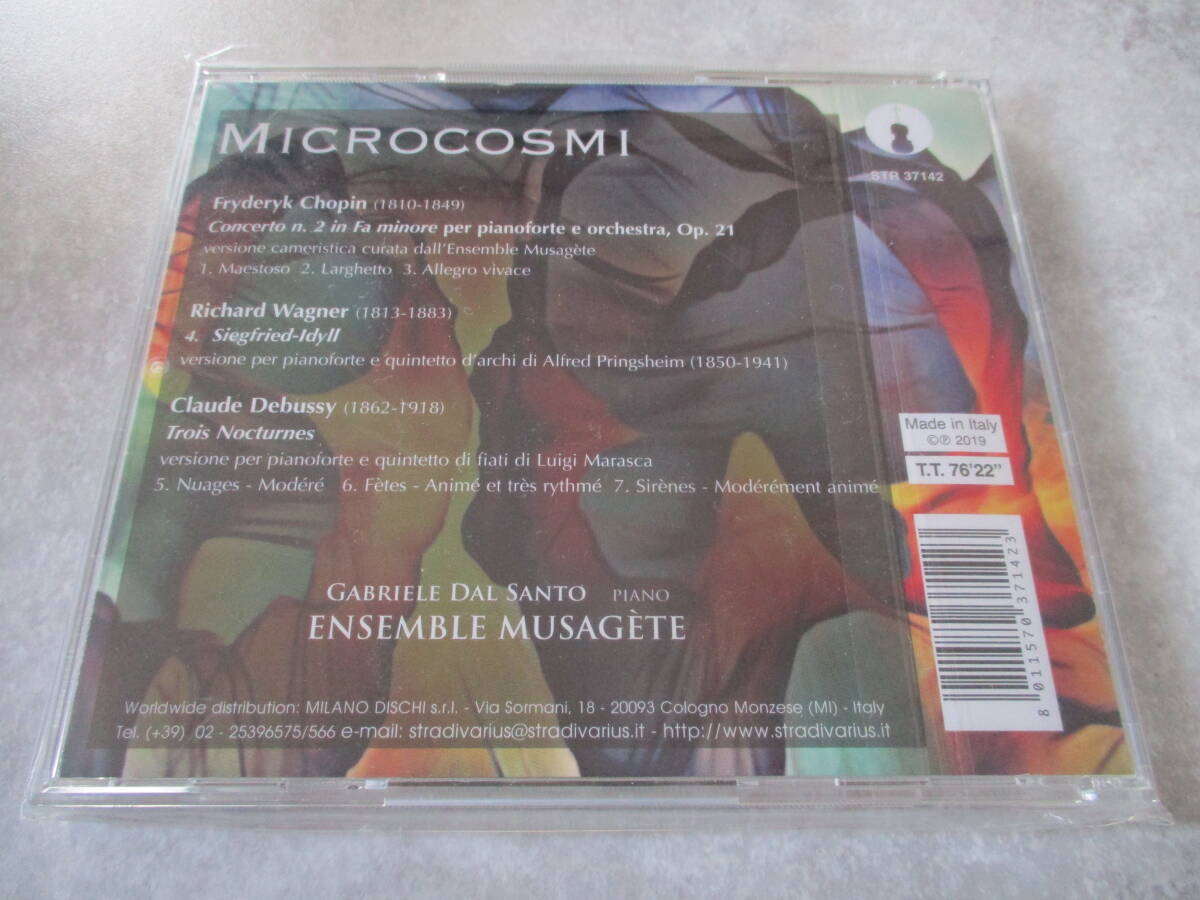 MICROCOSMI
STR 37142
Fryderyk Chopin (1810-1849)
Concerto n. 2 in Fa minore per pianoforte e orchestra, Op. 21
versione cameristica curata dall'Ensemble Musagète
1. Maestoso 2. Larghetto 3. Allegro vivace
Richard Wagner (1813-1883)
4. Siegfried-Idyll
versione per pianoforte e quintetto d'archi di Alfred Pringsheim (1850-1941)
Claude Debussy (1862-1918)
Trois Nocturnes
versione per pianoforte e quintetto di fiati di Luigi Marasca
5. Nuages - Modéré 6. Fètes - Animé et très rythmé 7. Sirènes - Modérément animé
Made in Italy
©℗ 2019
T.T. 76'22"
8 011570 371423
GABRIELE DAL SANTO PIANO
ENSEMBLE MUSAGÈTE
Worldwide distribution: MILANO DISCHI s.r.l. - Via Sormani, 18 - 20093 Cologno Monzese (MI) - Italy
Tel. (+39) 02 - 25396575/566 e-mail: stradivarius@stradivarius.it - http://www.stradivarius.it